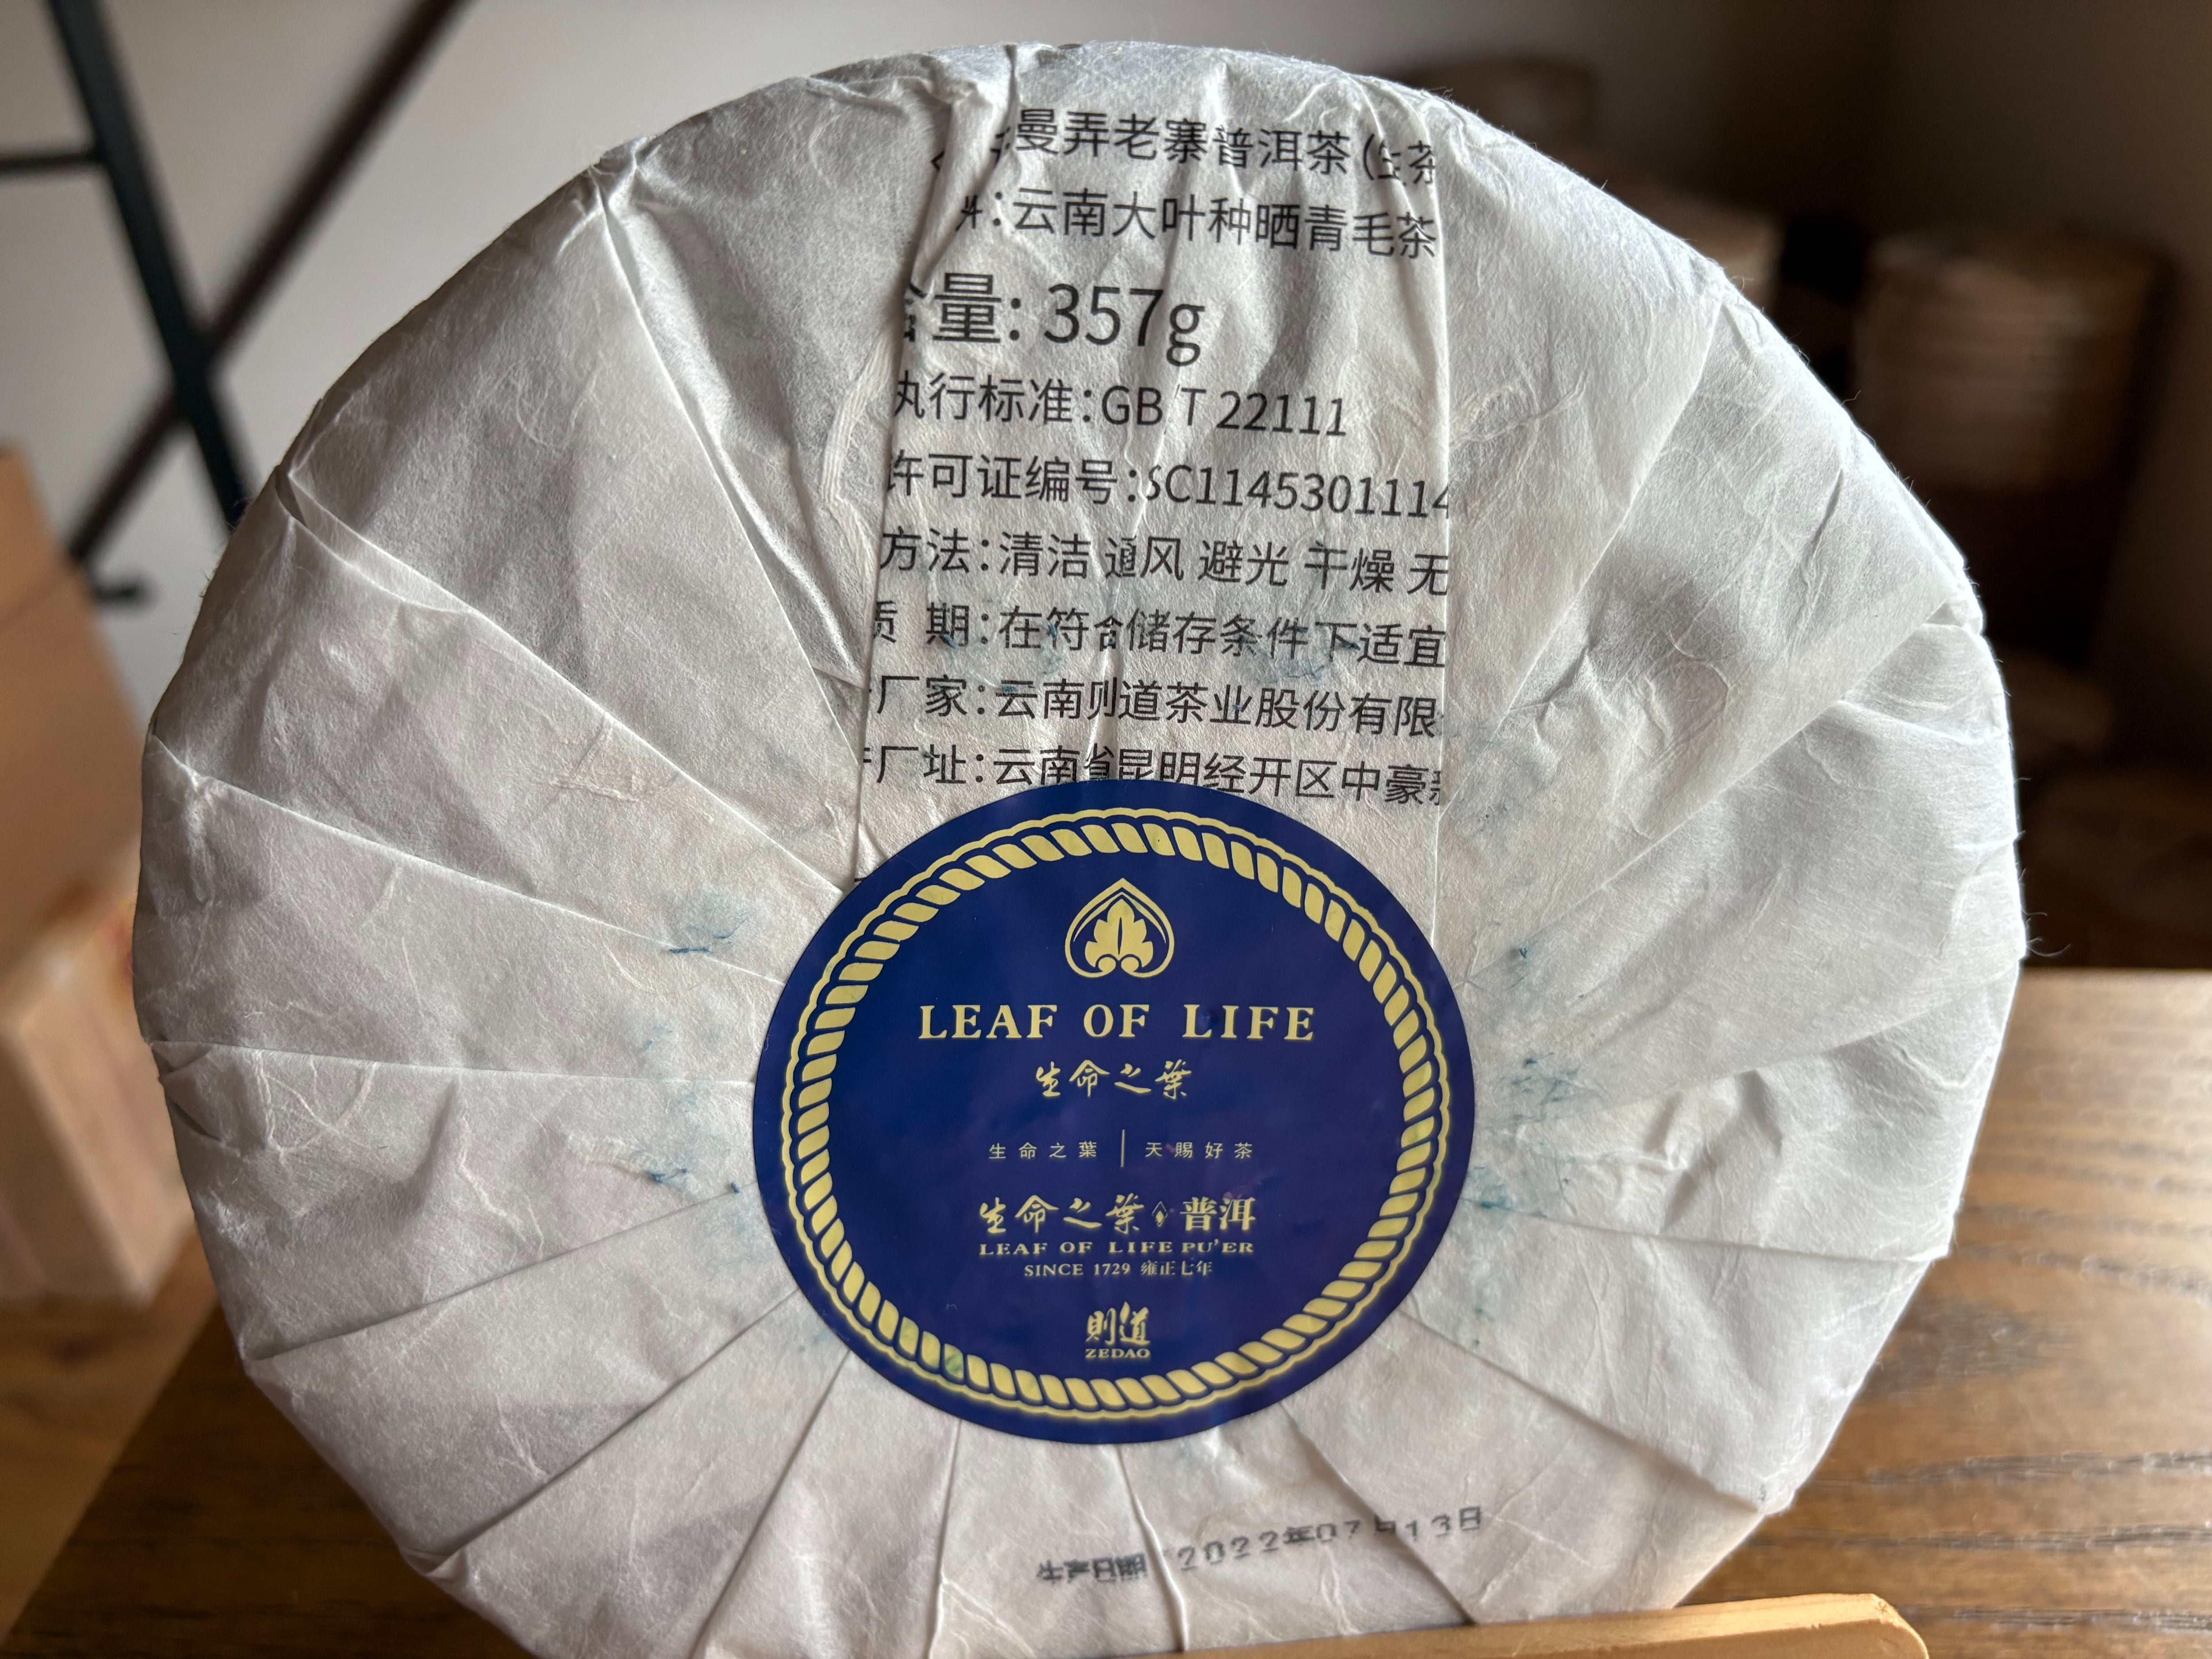 曼弄老寨普洱茶(生茶
：云南大叶种晒青毛茶
含量：357g
执行标准：GB/T 22111
许可证编号：SC1145301114
方法：清洁 通风 避光 干燥 无
质 期：在符合储存条件下适宜
厂家：云南则道茶业股份有限
厂址：云南省昆明经开区中豪新
LEAF OF LIFE
生命之葉
生命之葉 | 天賜好茶
生命之葉◊普洱
LEAF OF LIFE PU'ER
SINCE 1729 雍正七年
則道
ZEDAO
生产日期 2022年07月13日